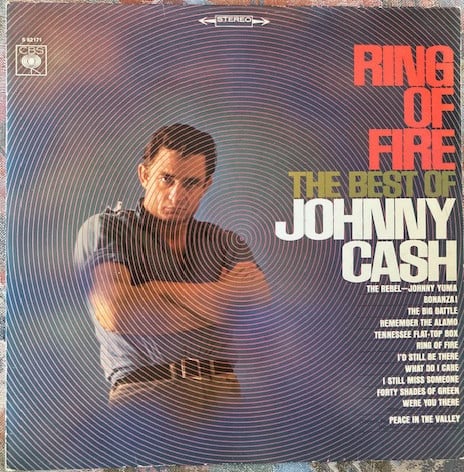 STEREO
S 62171
CBS
RING
OF
FIRE
THE BEST OF
JOHNNY
CASH
THE REBEL—JOHNNY YUMA
BONANZA!
THE BIG BATTLE
REMEMBER THE ALAMO
TENNESSEE FLAT-TOP BOX
RING OF FIRE
I'D STILL BE THERE
WHAT DO I CARE
I STILL MISS SOMEONE
FORTY SHADES OF GREEN
WERE YOU THERE
PEACE IN THE VALLEY